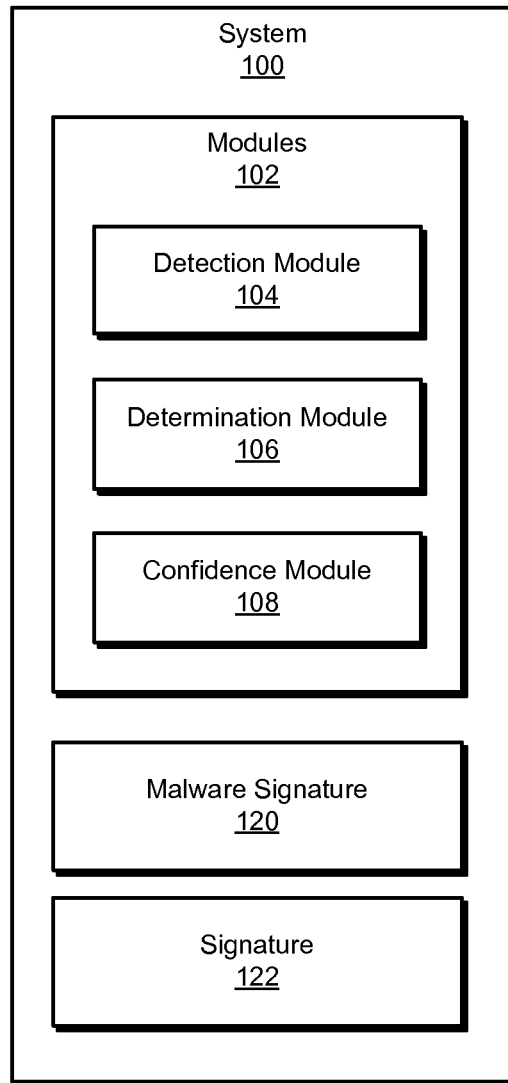 System
100
Modules
102
Detection Module
104
Determination Module
106
Confidence Module
108
Malware Signature
120
Signature
122